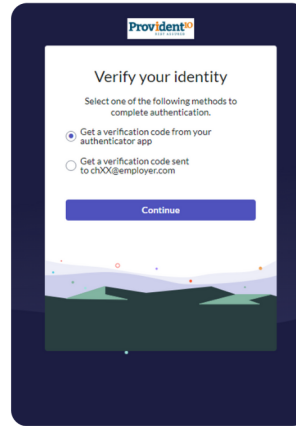 Provident10
Verify your identity
Select one of the following methods to
complete authentication.
Get a verification code from your
authenticator app
Get a verification code sent
to chXX@employer.com
Continue